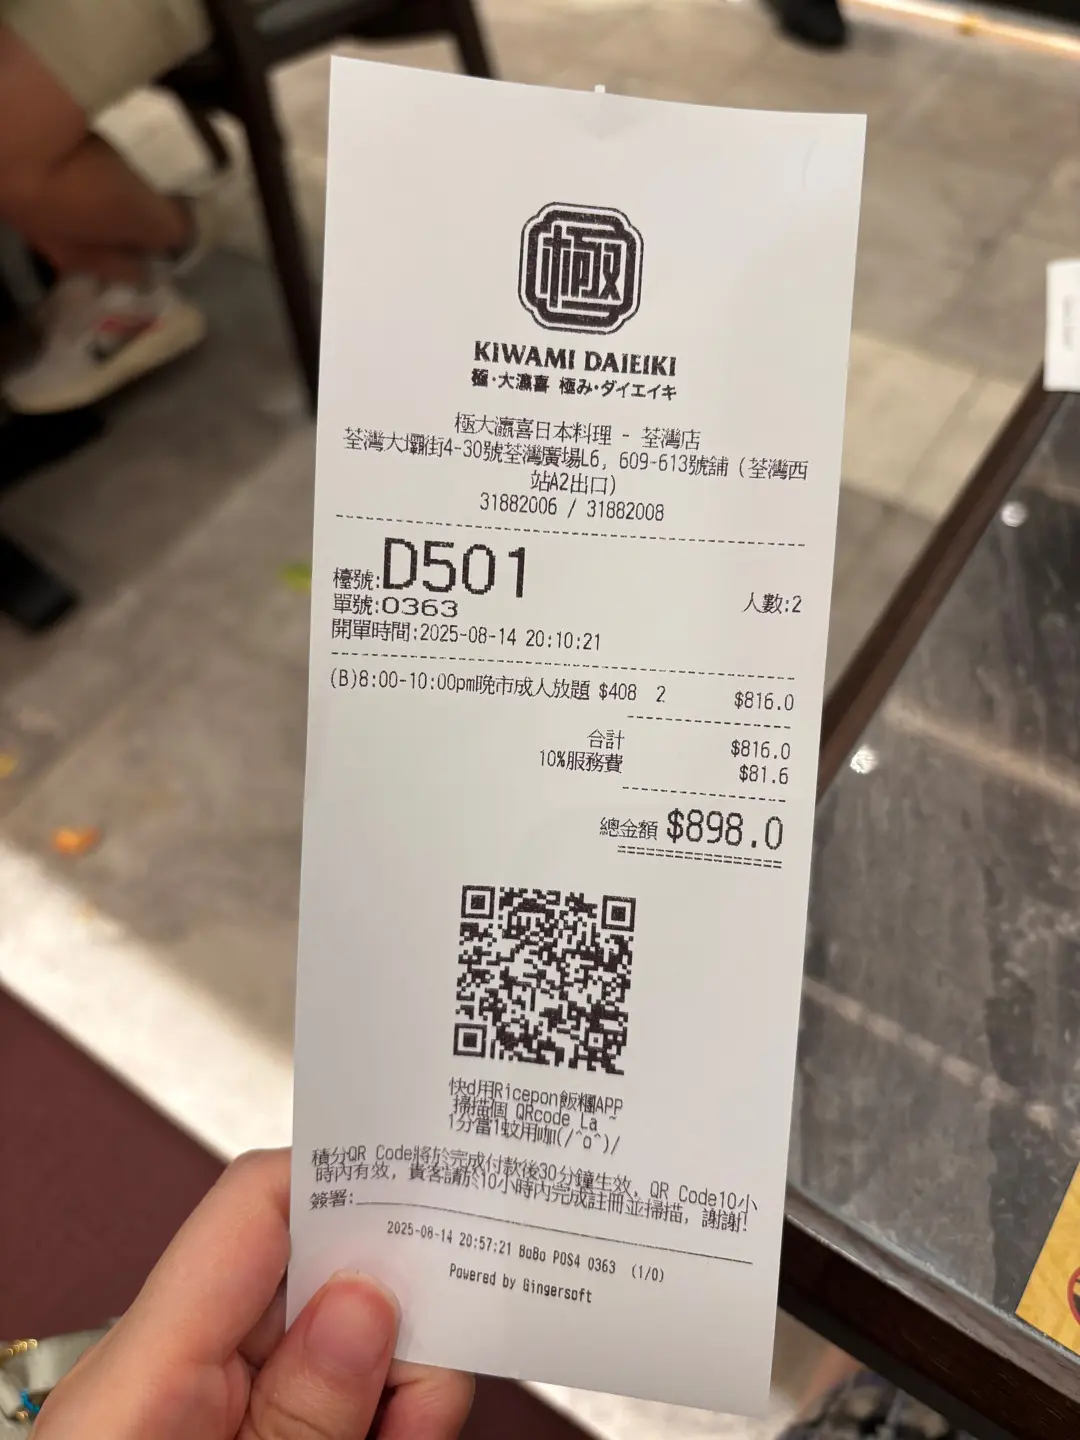 極
KIWAMI DAIEIKI
極・大瀛喜 極み・ダイエイキ
極大瀛喜日本料理 - 荃灣店
荃灣大壩街4-30號荃灣廣場L6, 609-613號舖 (荃灣西
站A2出口)
31882006 / 31882008
檯號:D501 人數:2
單號:0363
開單時間:2025-08-14 20:10:21
(B)8:00-10:00pm晚市成人放題 $408 2 $816.0
合計 $816.0
10%服務費 $81.6
總金額 $898.0
快d用Ricepon飯糰APP
掃描個 QRcode La ~
1分當1蚊用咖(/^o^)/
積分QR Code將於完成付款後30分鐘生效, QR Code10小
時內有效, 貴客請於10小時內完成註冊並掃描, 謝謝!
簽署:
2025-08-14 20:57:21 BoBo POS4 0363 (1/0)
Powered by Gingersoft